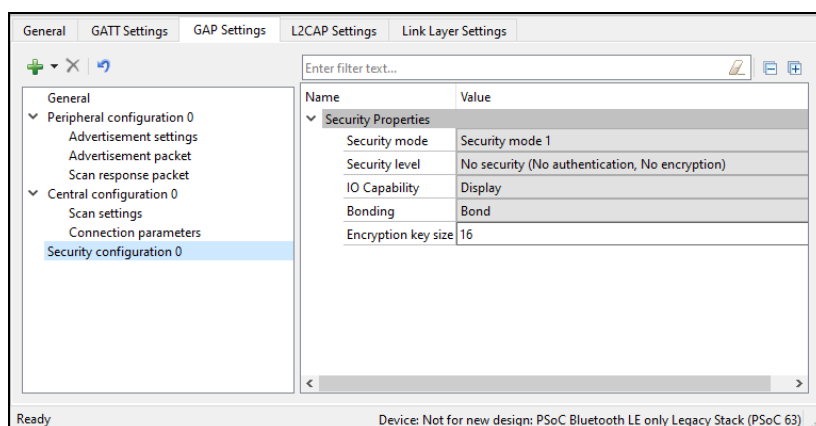 General GATT Settings GAP Settings L2CAP Settings Link Layer Settings
Enter filter text...
General
Peripheral configuration 0
Advertisement settings
Advertisement packet
Scan response packet
Central configuration 0
Scan settings
Connection parameters
Security configuration 0
Name Value
Security Properties
Security mode Security mode 1
Security level No security (No authentication, No encryption)
IO Capability Display
Bonding Bond
Encryption key size 16
Ready Device: Not for new design: PSoC Bluetooth LE only Legacy Stack (PSoC 63)